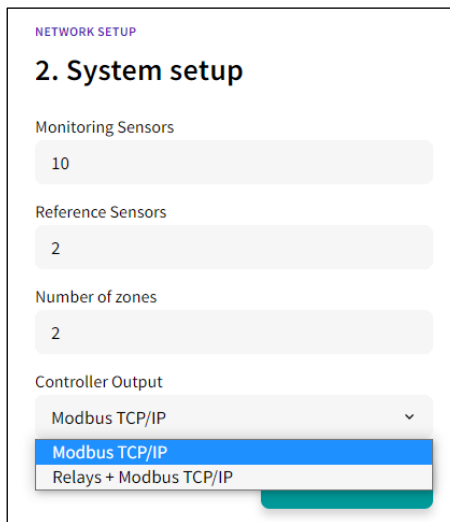 NETWORK SETUP
2. System setup
Monitoring Sensors
10
Reference Sensors
2
Number of zones
2
Controller Output
Modbus TCP/IP
Modbus TCP/IP
Relays + Modbus TCP/IP